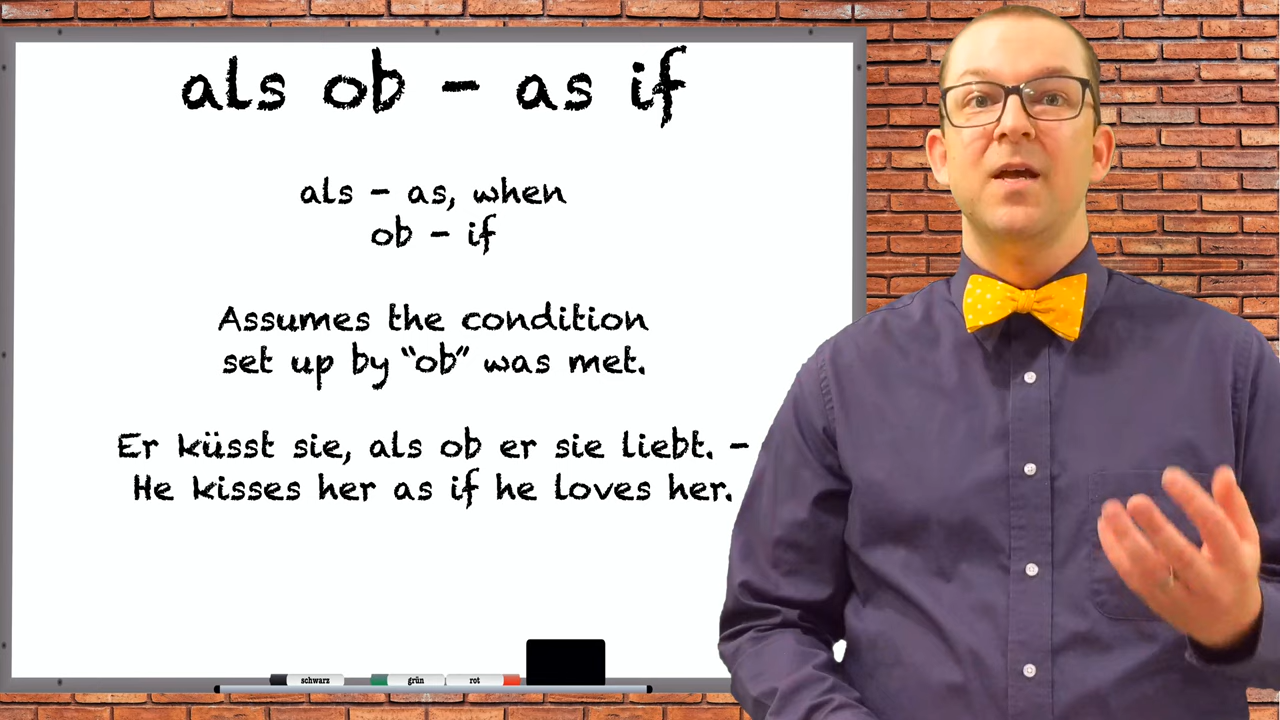 als ob - as if
als - as, when
ob - if
Assumes the condition
set up by “ob” was met.
Er küsst sie, als ob er sie liebt. -
He kisses her as if he loves her.
schwarz
grün
rot